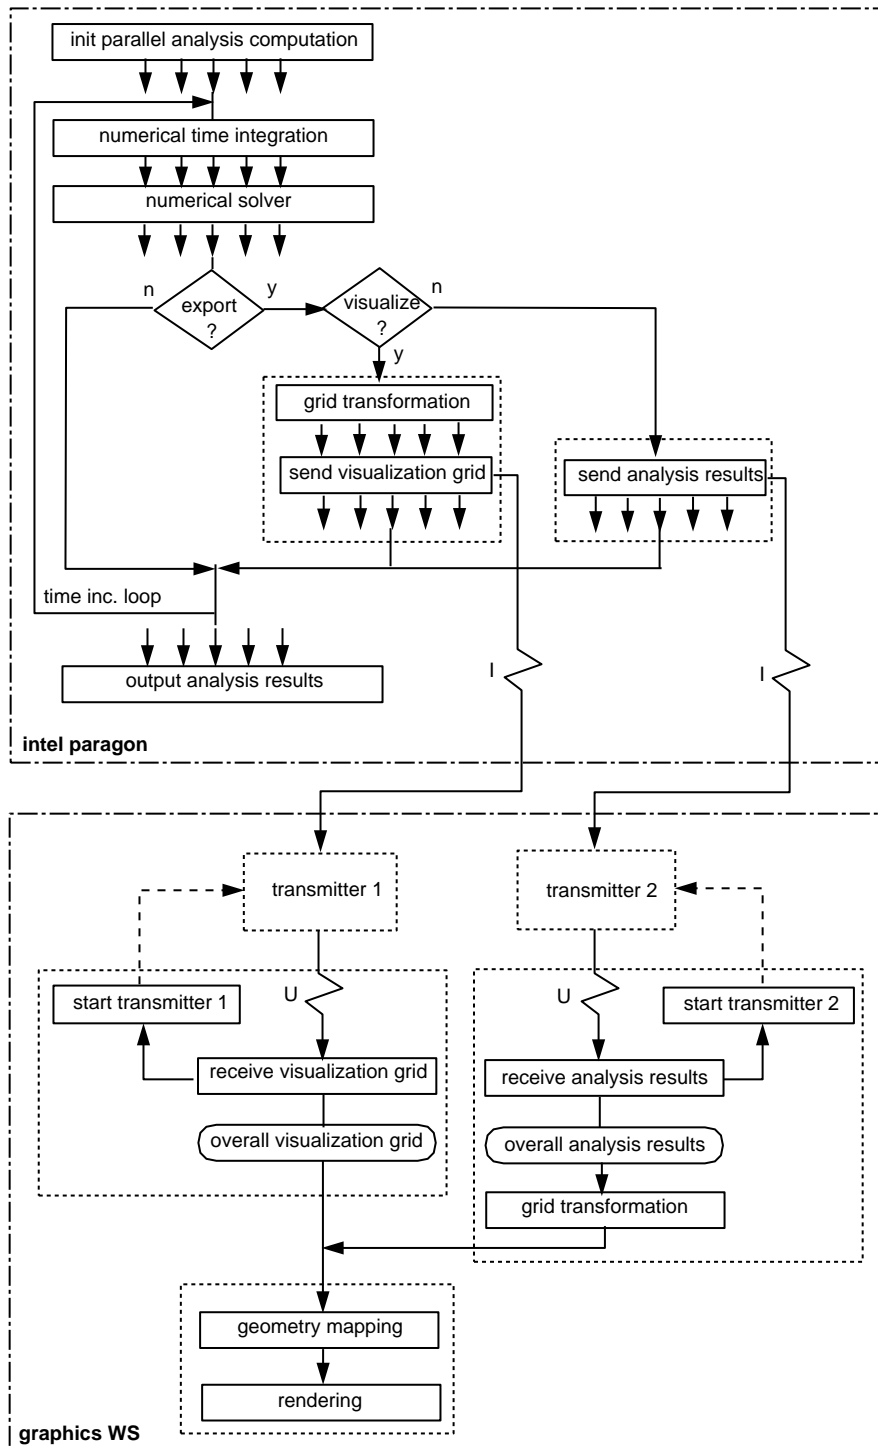 init parallel analysis computation
numerical time integration
numerical solver
n
export
?
y
visualize
?
n
y
grid transformation
send visualization grid
send analysis results
time inc. loop
output analysis results
I
I
intel paragon
transmitter 1
transmitter 2
start transmitter 1
U
U
start transmitter 2
receive visualization grid
receive analysis results
overall visualization grid
overall analysis results
grid transformation
geometry mapping
rendering
graphics WS